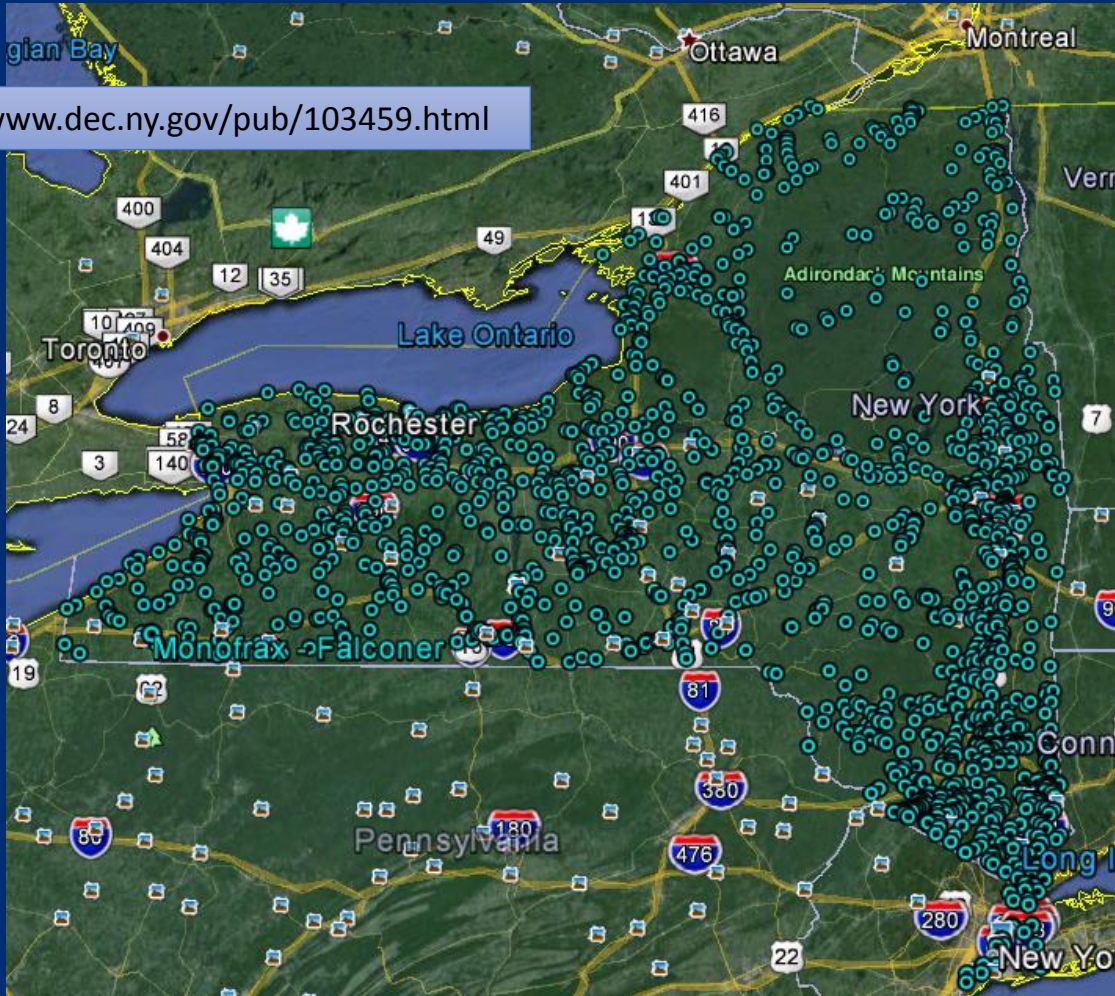 gian Bay
Ottawa
Montreal
www.dec.ny.gov/pub/103459.html
416
401
Verr
400
404
49
12
35
Adirondack Mountains
Toronto
Lake Ontario
8
24
3
140
Rochester
New York
7
Monofrax - Falconer
19
62
81
Conn
380
80
180
Pennsylvania
476
Long I
280
22
New Yo